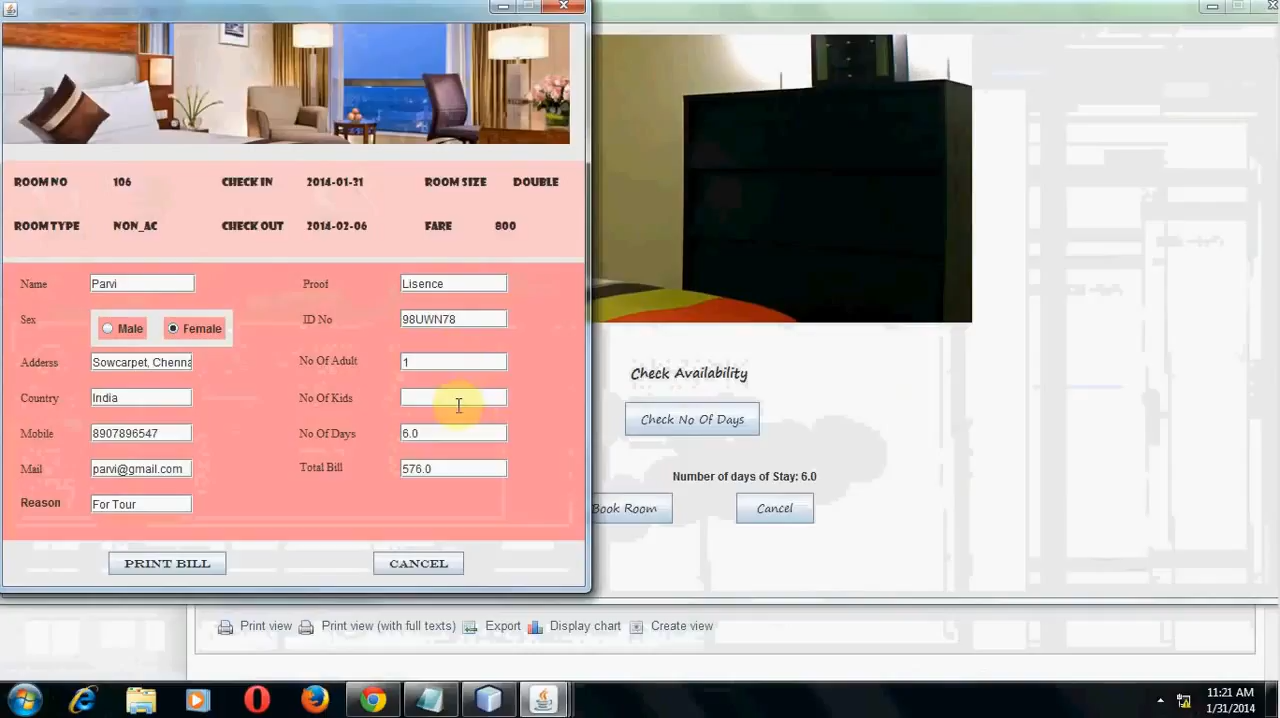 ROOM NO 106 CHECK IN 2014-01-31 ROOM SIZE DOUBLE
ROOM TYPE NON_AC CHECK OUT 2014-02-06 FARE 800
Name Parvi Proof Lisence
Sex Male Female ID No 98UWN78
Adderss Sowcarpet, Chenna No Of Adult 1
Country India No Of Kids
Mobile 8907896547 No Of Days 6.0
Mail parvi@gmail.com Total Bill 576.0
Reason For Tour
PRINT BILL CANCEL
Check Availability
Check No Of Days
Number of days of Stay: 6.0
Book Room Cancel
Print view Print view (with full texts) Export Display chart Create view
11:21 AM
1/31/2014